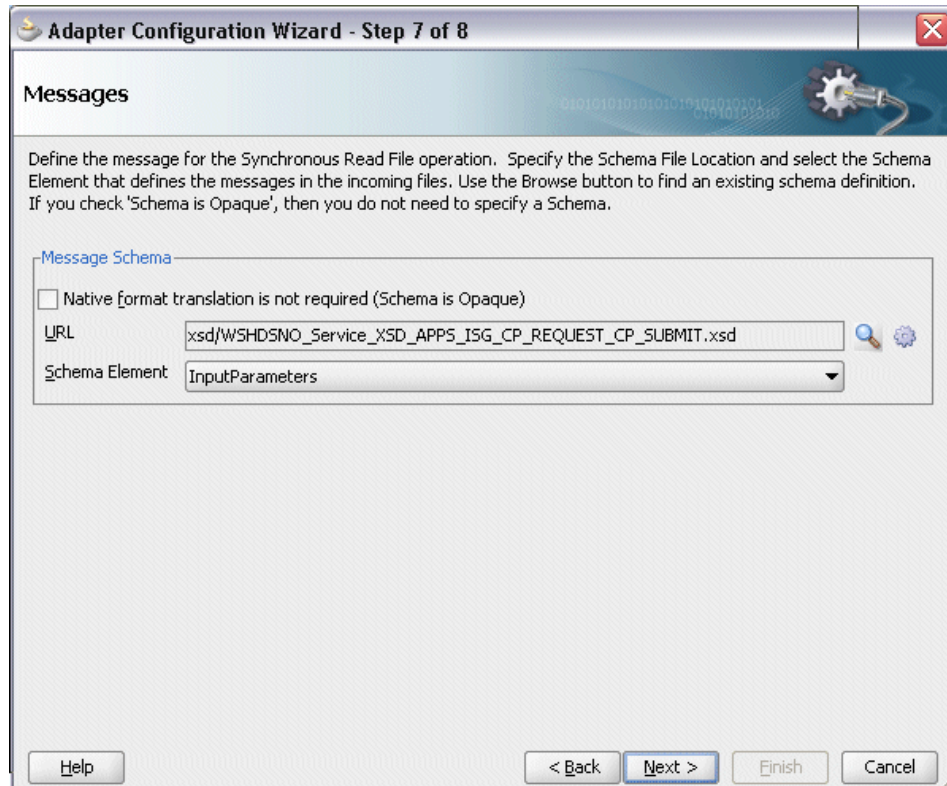 Adapter Configuration Wizard - Step 7 of 8
Messages
Define the message for the Synchronous Read File operation.  Specify the Schema File Location and select the Schema
Element that defines the messages in the incoming files. Use the Browse button to find an existing schema definition.
If you check 'Schema is Opaque', then you do not need to specify a Schema.
Message Schema
Native format translation is not required (Schema is Opaque)
URL xsd/WSHDSNO_Service_XSD_APPS_ISG_CP_REQUEST_CP_SUBMIT.xsd
Schema Element InputParameters
Help < Back Next > Finish Cancel